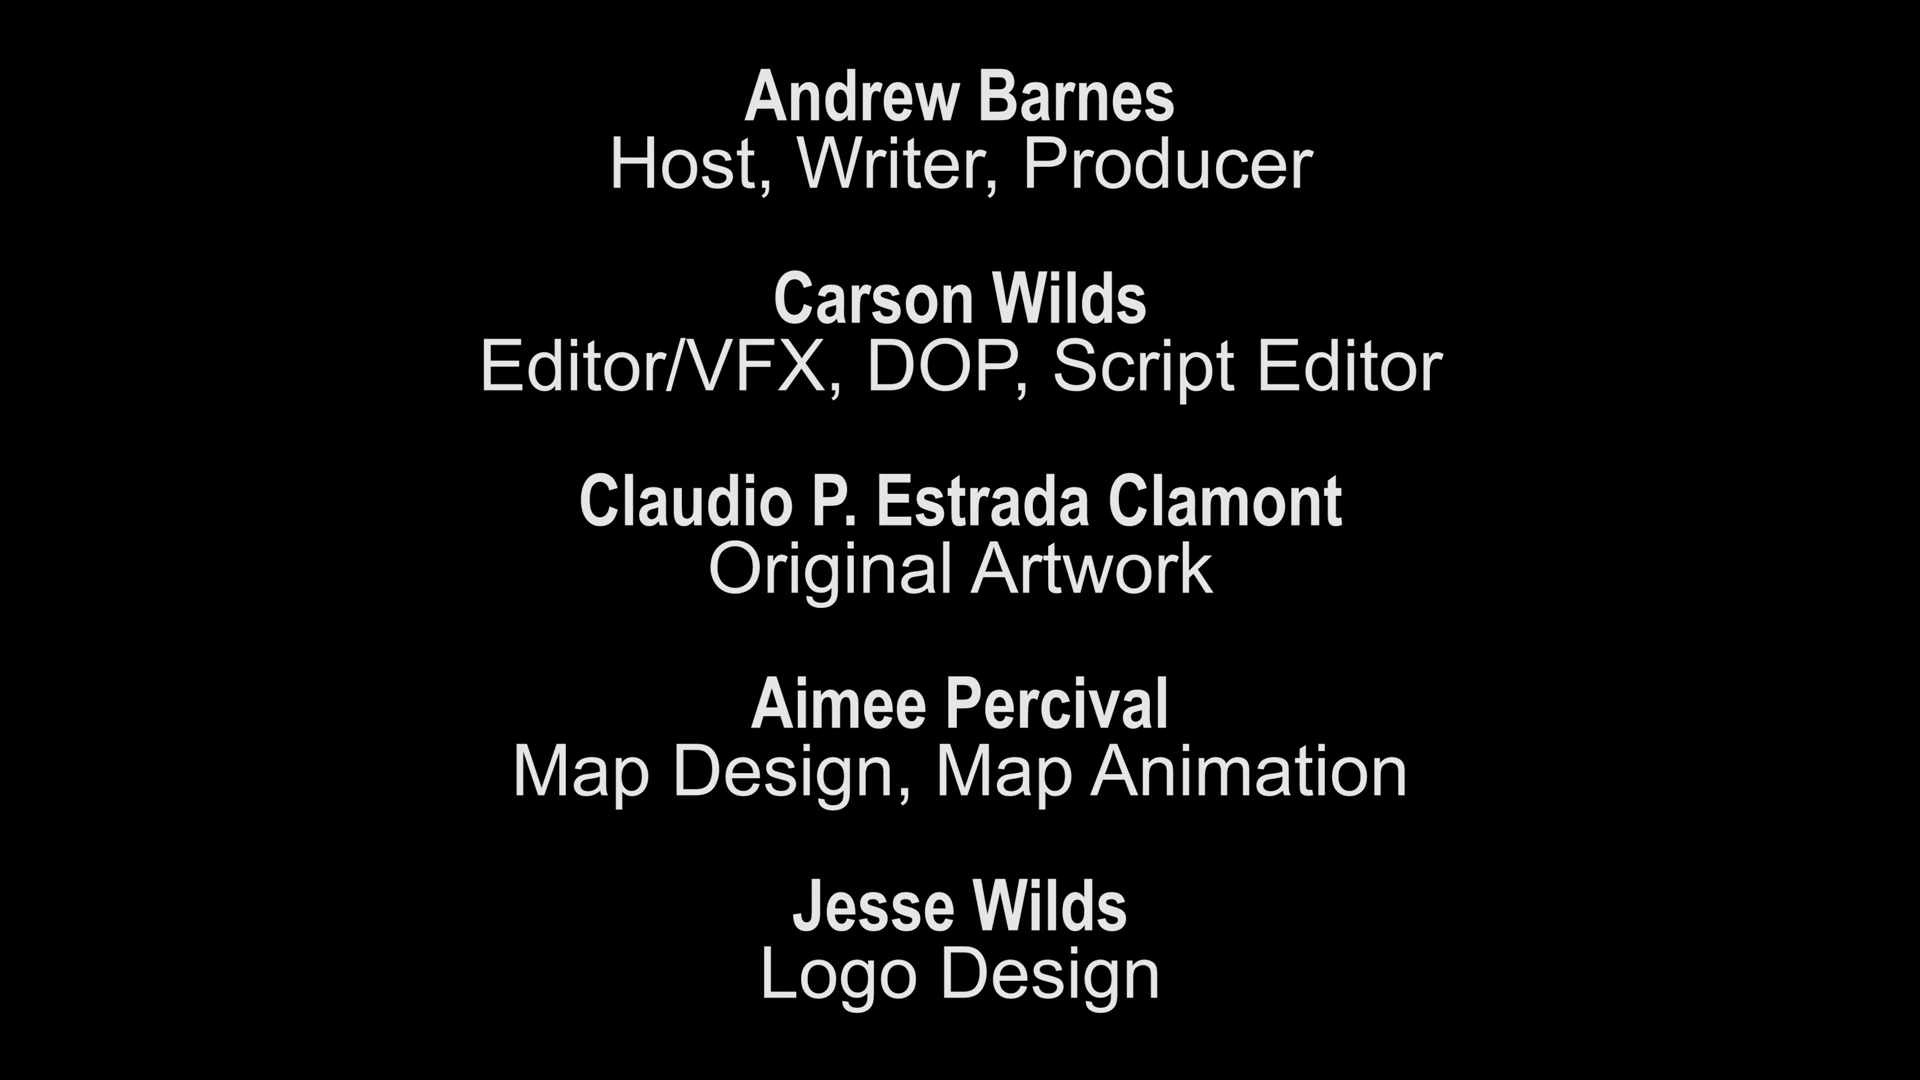 Andrew Barnes
Host, Writer, Producer
Carson Wilds
Editor/VFX, DOP, Script Editor
Claudio P. Estrada Clamont
Original Artwork
Aimee Percival
Map Design, Map Animation
Jesse Wilds
Logo Design